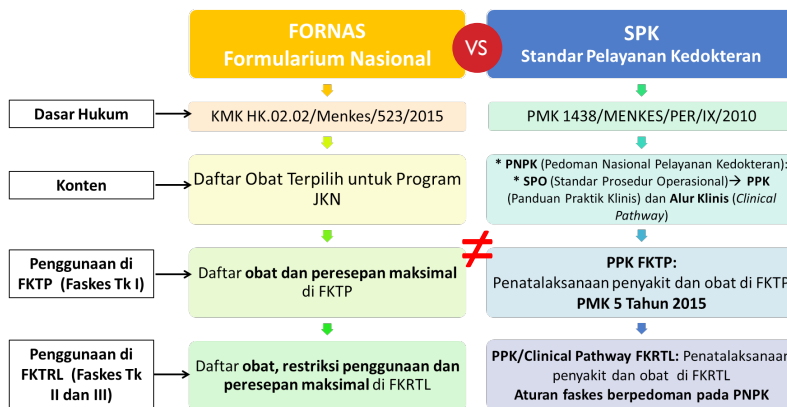 FORNAS
Formularium Nasional
VS
SPK
Standar Pelayanan Kedokteran
Dasar Hukum
KMK HK.02.02/Menkes/523/2015
PMK 1438/MENKES/PER/IX/2010
Konten
Daftar Obat Terpilih untuk Program
JKN
* PNPK (Pedoman Nasional Pelayanan Kedokteran):
* SPO (Standar Prosedur Operasional)→ PPK
(Panduan Praktik Klinis) dan Alur Klinis (Clinical
Pathway)
≠
Penggunaan di
FKTP (Faskes Tk I)
Daftar obat dan peresepan maksimal
di FKTP
PPK FKTP:
Penatalaksanaan penyakit dan obat di FKTP
PMK 5 Tahun 2015
Penggunaan di
FKTRL (Faskes Tk
II dan III)
Daftar obat, restriksi penggunaan dan
peresepan maksimal di FKRTL
PPK/Clinical Pathway FKRTL: Penatalaksanaan
penyakit dan obat di FKRTL
Aturan faskes berpedoman pada PNPK